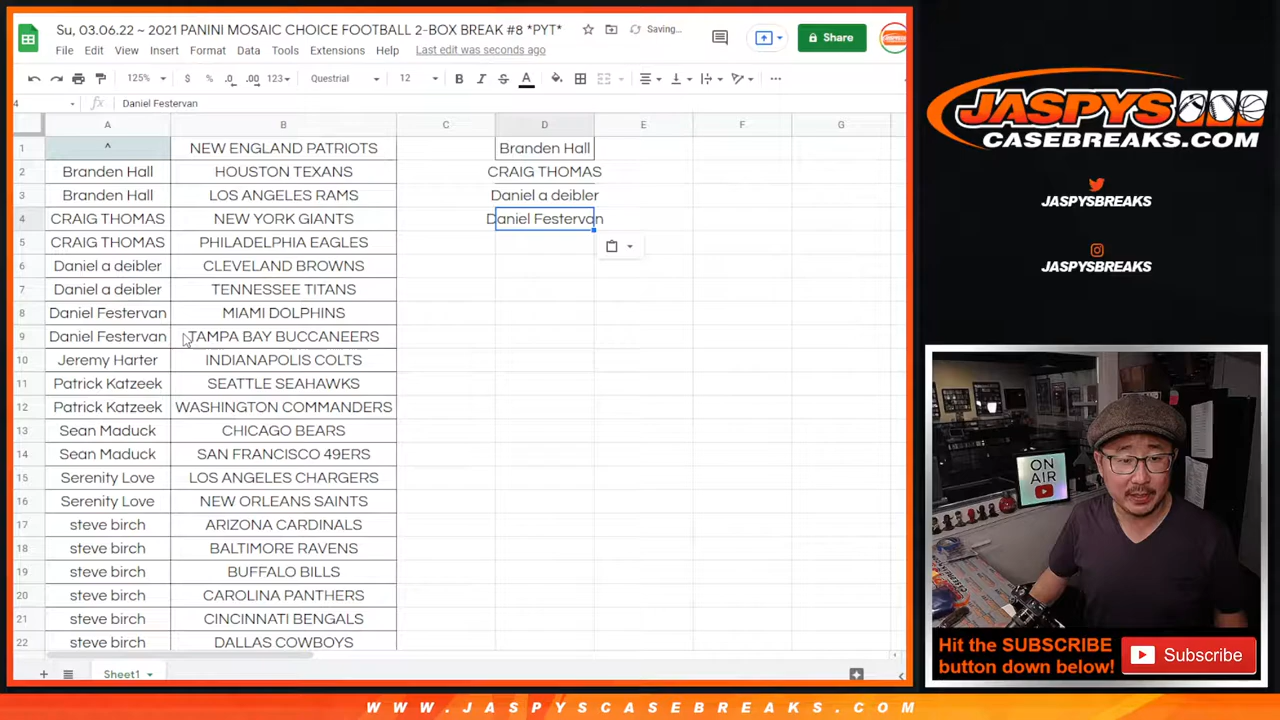 Su, 03.06.22 ~ 2021 PANINI MOSAIC CHOICE FOOTBALL 2-BOX BREAK #8 *PYT*
Saving...
Share
File Edit View Insert Format Data Tools Extensions Help Last edit was seconds ago
125% $ % .0 .00 123 Questrial 12 B I S A
4 fx Daniel Festervan
A B C D E F G
1 ^ NEW ENGLAND PATRIOTS Branden Hall
2 Branden Hall HOUSTON TEXANS CRAIG THOMAS
3 Branden Hall LOS ANGELES RAMS Daniel a deibler
4 CRAIG THOMAS NEW YORK GIANTS Daniel Festervan
5 CRAIG THOMAS PHILADELPHIA EAGLES
6 Daniel a deibler CLEVELAND BROWNS
7 Daniel a deibler TENNESSEE TITANS
8 Daniel Festervan MIAMI DOLPHINS
9 Daniel Festervan TAMPA BAY BUCCANEERS
10 Jeremy Harter INDIANAPOLIS COLTS
11 Patrick Katzeek SEATTLE SEAHAWKS
12 Patrick Katzeek WASHINGTON COMMANDERS
13 Sean Maduck CHICAGO BEARS
14 Sean Maduck SAN FRANCISCO 49ERS
15 Serenity Love LOS ANGELES CHARGERS
16 Serenity Love NEW ORLEANS SAINTS
17 steve birch ARIZONA CARDINALS
18 steve birch BALTIMORE RAVENS
19 steve birch BUFFALO BILLS
20 steve birch CAROLINA PANTHERS
21 steve birch CINCINNATI BENGALS
22 steve birch DALLAS COWBOYS
Sheet1
JASPYS
CASEBREAKS.COM
JASPYSBREAKS
JASPYSBREAKS
ON
AIR
Hit the SUBSCRIBE
button down below!
Subscribe
WWW.JASPYSCASEBREAKS.COM